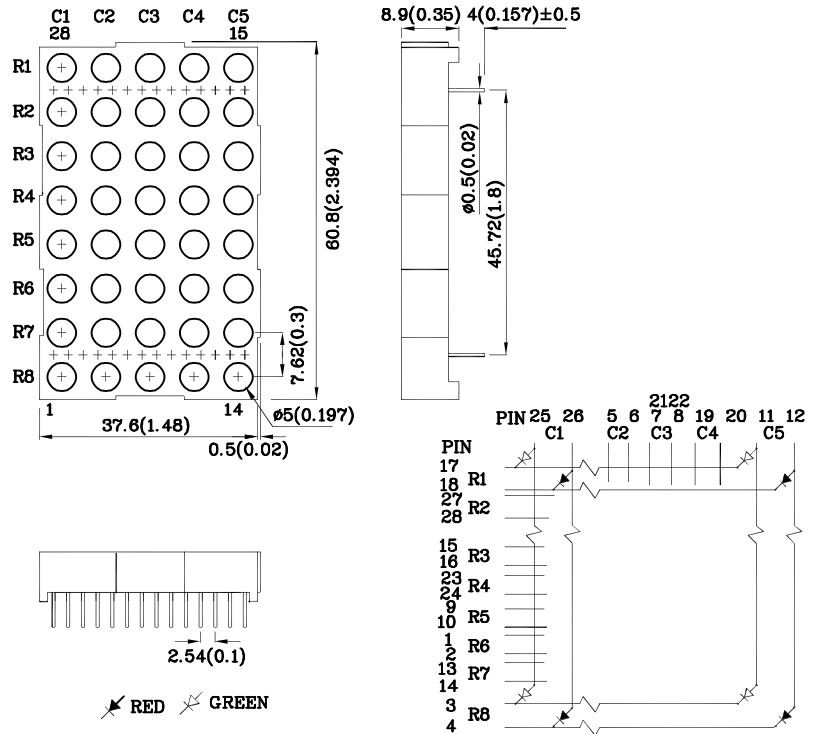 C1 C2 C3 C4 C5
28 15
8.9(0.35) 4(0.157)±0.5
R1
R2
R3
R4
R5
R6
R7
R8
60.8(2.394)
ø0.5(0.02)
45.72(1.8)
7.62(0.3)
1 14
ø5(0.197)
37.6(1.48)
0.5(0.02)
2122
PIN 25 26 5 6 7 8 19 20 11 12
C1 C2 C3 C4 C5
PIN
17
R1
18
27
R2
28
15
R3
16
23
R4
24
9
R5
10
1
R6
2
13
R7
14
3
R8
4
2.54(0.1)
RED GREEN